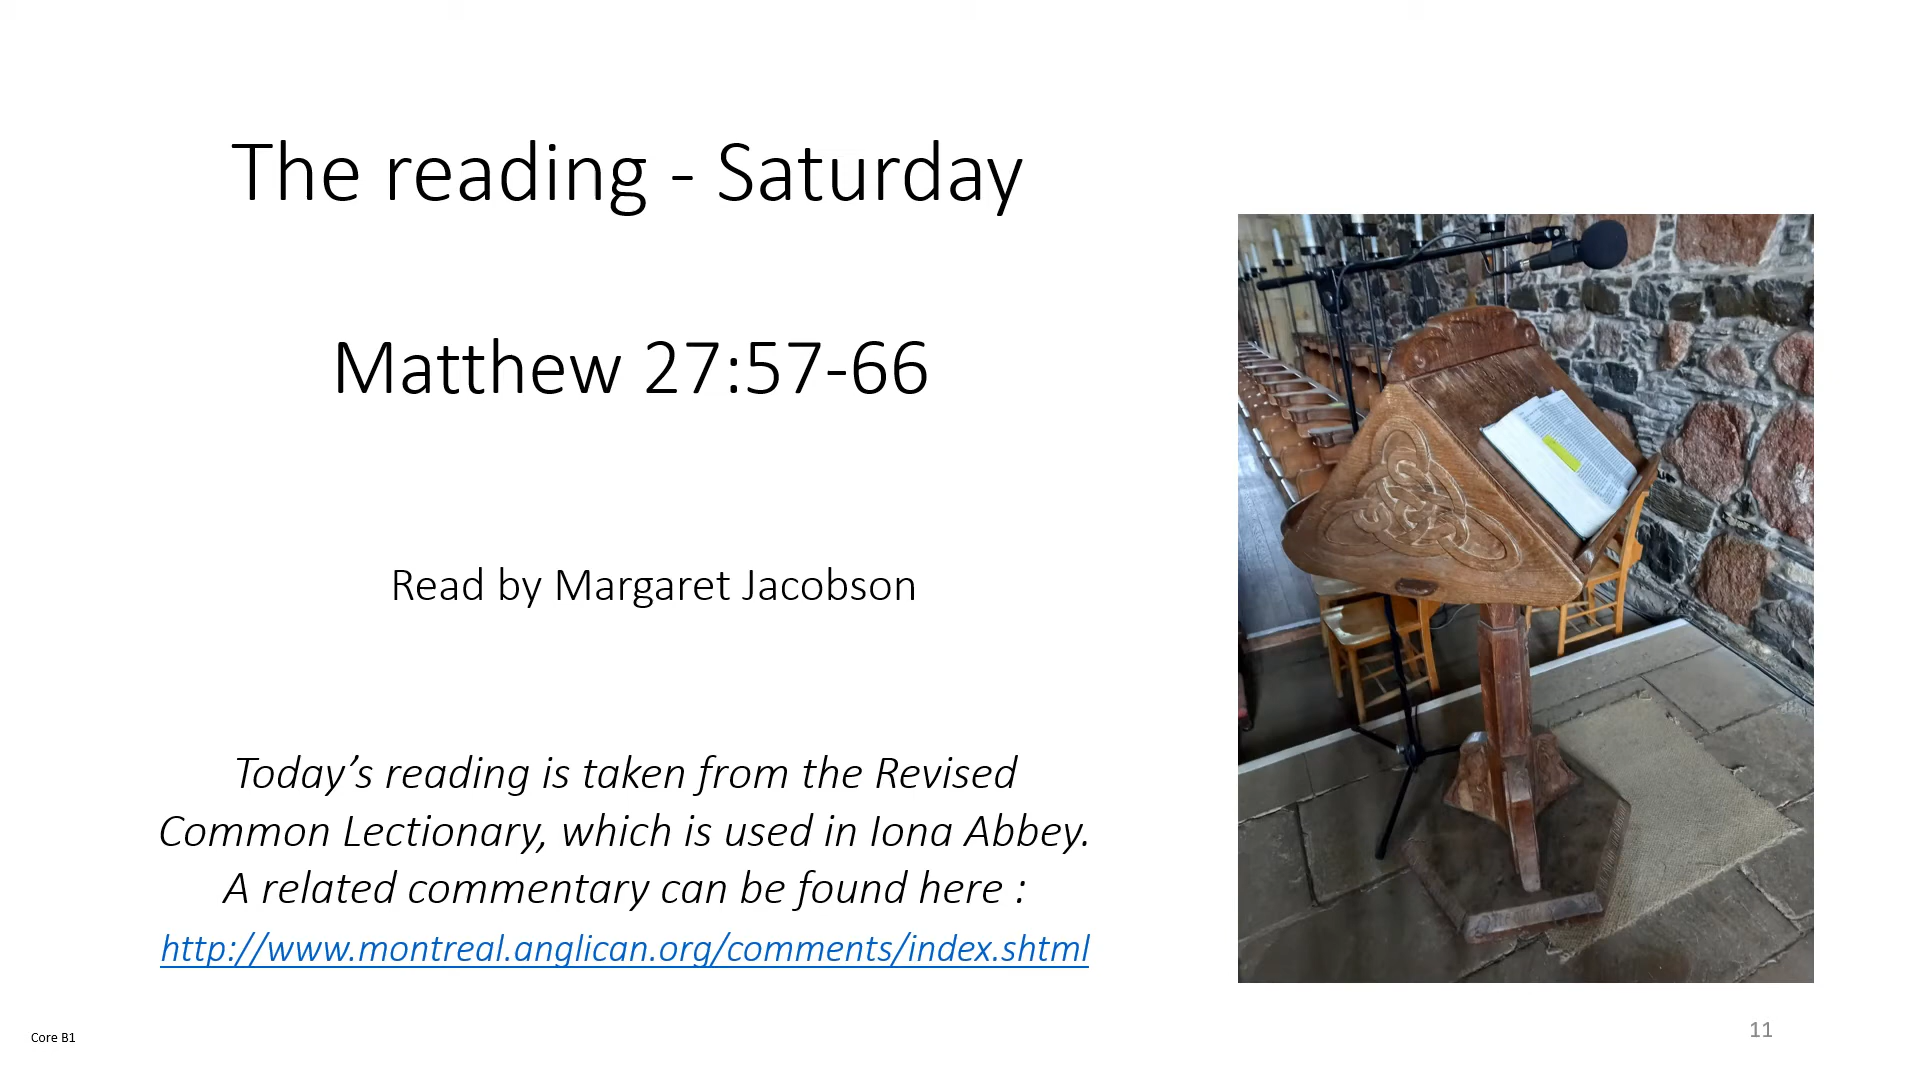 The reading - Saturday
Matthew 27:57-66
Read by Margaret Jacobson
Today’s reading is taken from the Revised
Common Lectionary, which is used in Iona Abbey.
A related commentary can be found here :
http://www.montreal.anglican.org/comments/index.shtml
Core B1
11